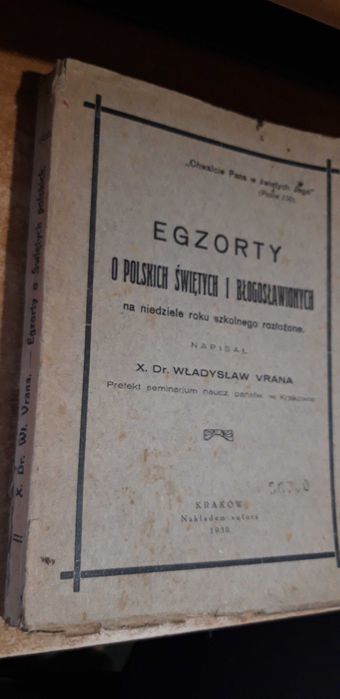 „Chwalcie Pana w świętych Jego"
(Psalm 150).
EGZORTY
O POLSKICH ŚWIĘTYCH I BŁOGOSŁAWIONYCH
na niedziele roku szkolnego rozłożone.
NAPISAŁ
X. Dr. WŁADYSŁAW VRANA
Prefekt seminarium naucz. państw. w Krakowie
KRAKÓW
Nakładem autora
X. Dr. Wł. Vrana. — Egzorty o Świętych polskich.